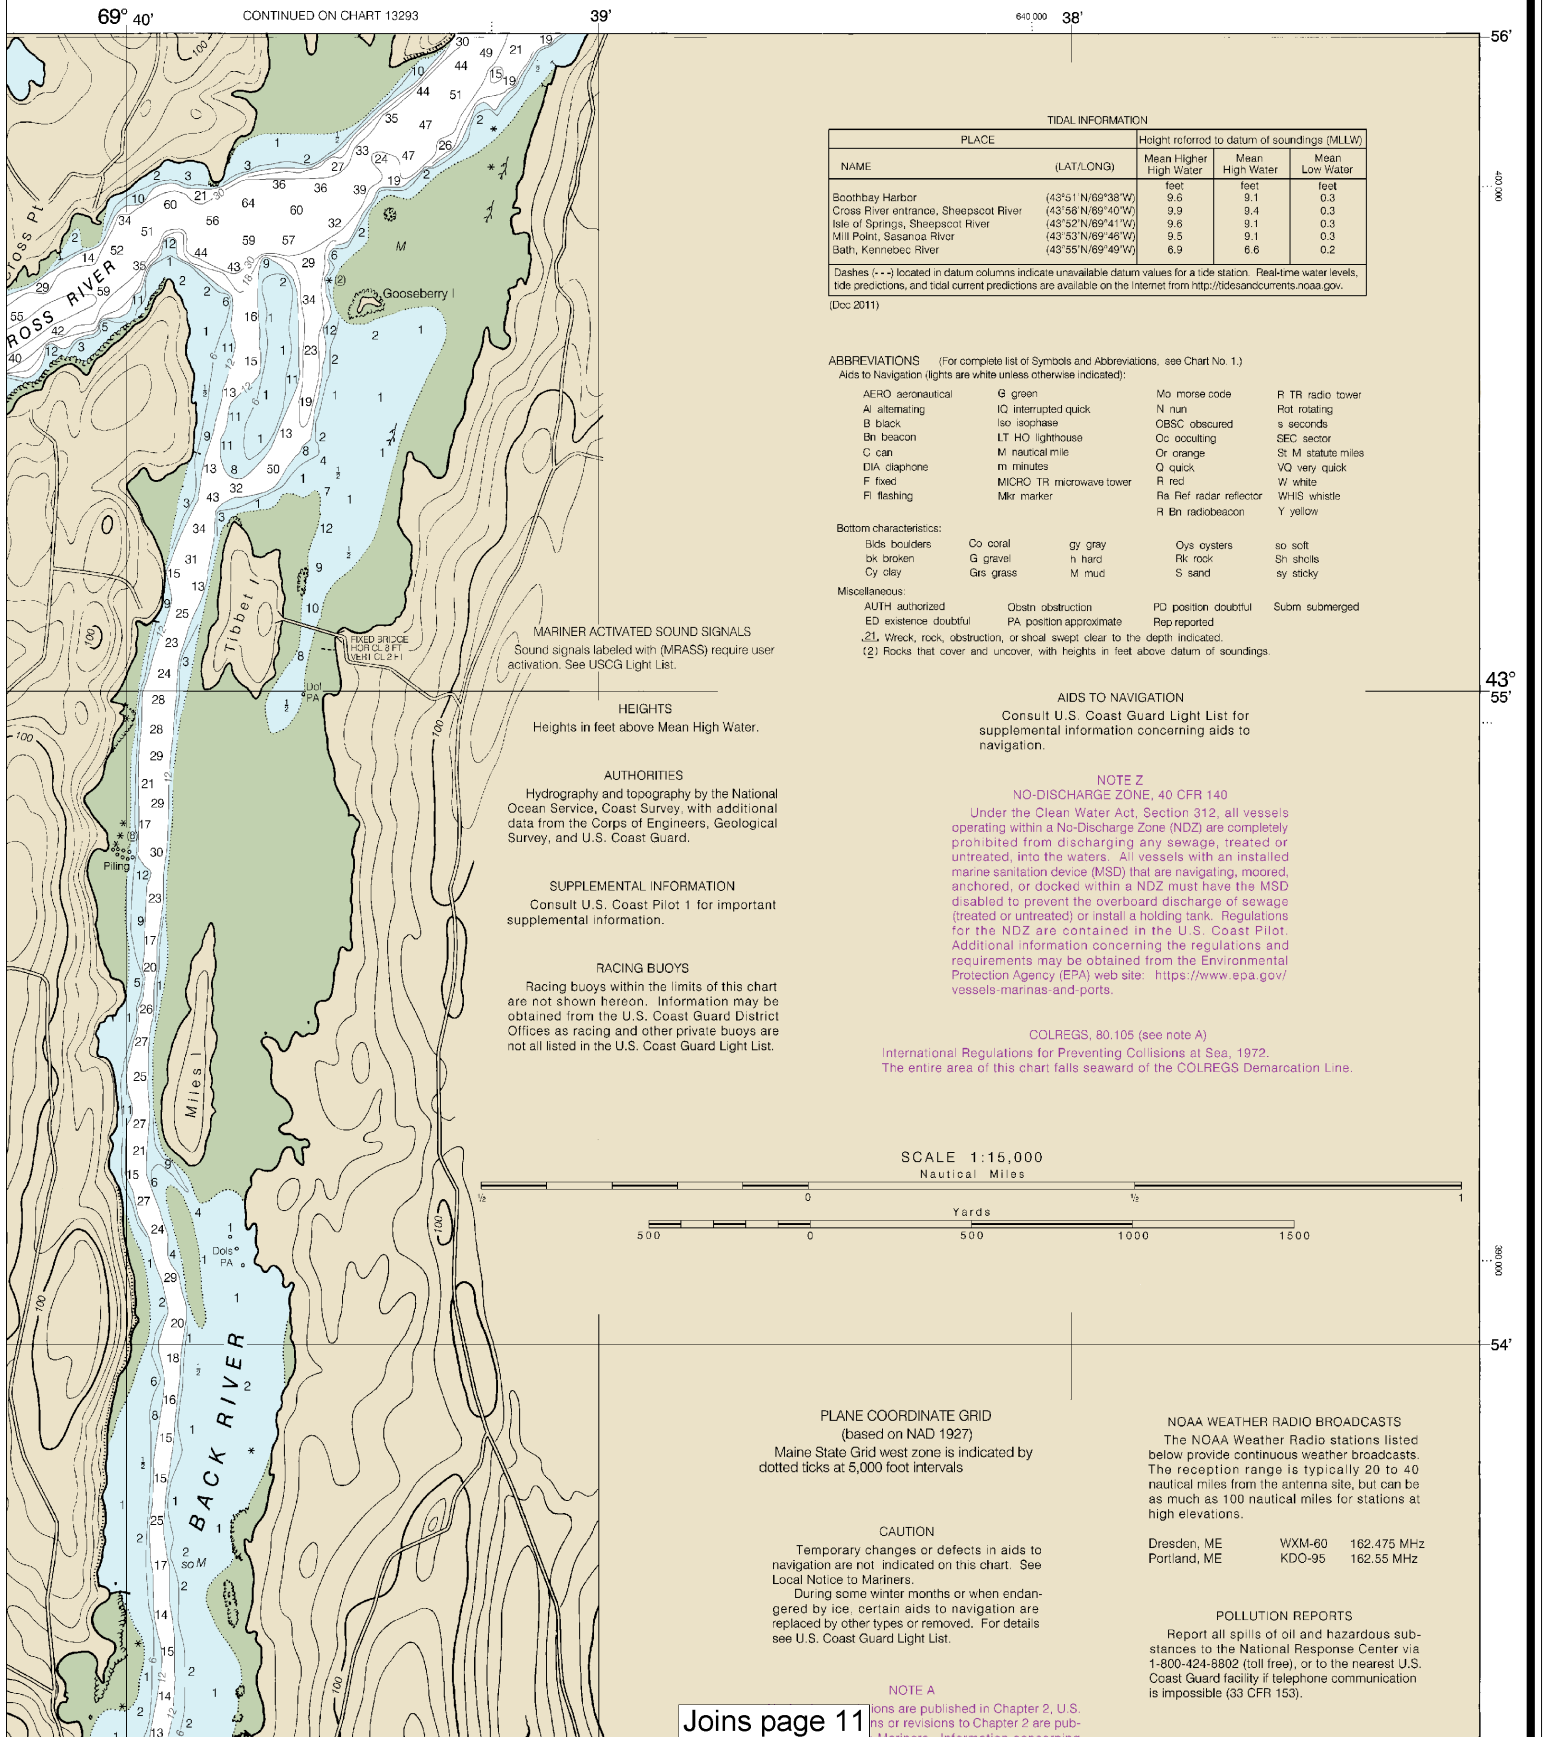 69° 40'
CONTINUED ON CHART 13293
39'
640 000 38'
56'
TIDAL INFORMATION
PLACE
Height referred to datum of soundings (MLLW)
NAME (LAT/LONG) Mean Higher High Water Mean High Water Mean Low Water
feet feet feet
Boothbay Harbor (43°51'N/69°38'W) 9.6 9.1 0.3
Cross River entrance, Sheepscot River (43°56'N/69°40'W) 9.9 9.4 0.3
Isle of Springs, Sheepscot River (43°52'N/69°41'W) 9.6 9.1 0.3
Mill Point, Sasanoa River (43°53'N/69°46'W) 9.5 9.1 0.3
Bath, Kennebec River (43°55'N/69°49'W) 6.9 6.6 0.2
Dashes (- - -) located in datum columns indicate unavailable datum values for a tide station. Real-time water levels,
tide predictions, and tidal current predictions are available on the Internet from http://tidesandcurrents.noaa.gov.
(Dec 2011)
ABBREVIATIONS (For complete list of Symbols and Abbreviations, see Chart No. 1.)
Aids to Navigation (lights are white unless otherwise indicated):
AERO aeronautical G green Mo morse code R TR radio tower
Al alternating IQ interrupted quick N nun Rot rotating
B black Iso isophase OBSC obscured s seconds
Bn beacon LT HO lighthouse Oc occulting SEC sector
C can M nautical mile Or orange St M statute miles
DIA diaphone m minutes Q quick VQ very quick
F fixed MICRO TR microwave tower R red W white
Fl flashing Mkr marker Ra Ref radar reflector WHIS whistle
R Bn radiobeacon Y yellow
Bottom characteristics:
Blds boulders Co coral gy gray Oys oysters so soft
bk broken G gravel h hard Rk rock Sh shells
Cy clay Grs grass M mud S sand sy sticky
Miscellaneous:
AUTH authorized Obstn obstruction PD position doubtful Subm submerged
ED existence doubtful PA position approximate Rep reported
21, Wreck, rock, obstruction, or shoal swept clear to the depth indicated.
(2) Rocks that cover and uncover, with heights in feet above datum of soundings.
43°
55'
MARINER ACTIVATED SOUND SIGNALS
Sound signals labeled with (MRASS) require user
activation. See USCG Light List.
HEIGHTS
Heights in feet above Mean High Water.
AUTHORITIES
Hydrography and topography by the National
Ocean Service, Coast Survey, with additional
data from the Corps of Engineers, Geological
Survey, and U.S. Coast Guard.
SUPPLEMENTAL INFORMATION
Consult U.S. Coast Pilot 1 for important
supplemental information.
RACING BUOYS
Racing buoys within the limits of this chart
are not shown hereon. Information may be
obtained from the U.S. Coast Guard District
Offices as racing and other private buoys are
not all listed in the U.S. Coast Guard Light List.
AIDS TO NAVIGATION
Consult U.S. Coast Guard Light List for
supplemental information concerning aids to
navigation.
NOTE Z
NO-DISCHARGE ZONE, 40 CFR 140
Under the Clean Water Act, Section 312, all vessels
operating within a No-Discharge Zone (NDZ) are completely
prohibited from discharging any sewage, treated or
untreated, into the waters. All vessels with an installed
marine sanitation device (MSD) that are navigating, moored,
anchored, or docked within a NDZ must have the MSD
disabled to prevent the overboard discharge of sewage
(treated or untreated) or install a holding tank. Regulations
for the NDZ are contained in the U.S. Coast Pilot.
Additional information concerning the regulations and
requirements may be obtained from the Environmental
Protection Agency (EPA) web site: https://www.epa.gov/
vessels-marinas-and-ports.
COLREGS, 80.105 (see note A)
International Regulations for Preventing Collisions at Sea, 1972.
The entire area of this chart falls seaward of the COLREGS Demarcation Line.
SCALE 1:15,000
Nautical Miles
½ 0 ½ 1
Yards
500 0 500 1000 1500
54'
PLANE COORDINATE GRID
(based on NAD 1927)
Maine State Grid west zone is indicated by
dotted ticks at 5,000 foot intervals
CAUTION
Temporary changes or defects in aids to
navigation are not indicated on this chart. See
Local Notice to Mariners.
During some winter months or when endan-
gered by ice, certain aids to navigation are
replaced by other types or removed. For details
see U.S. Coast Guard Light List.
NOTE A
ions are published in Chapter 2, U.S.
ns or revisions to Chapter 2 are pub-
NOAA WEATHER RADIO BROADCASTS
The NOAA Weather Radio stations listed
below provide continuous weather broadcasts.
The reception range is typically 20 to 40
nautical miles from the antenna site, but can be
as much as 100 nautical miles for stations at
high elevations.
Dresden, ME WXM-60 162.475 MHz
Portland, ME KDO-95 162.55 MHz
POLLUTION REPORTS
Report all spills of oil and hazardous sub-
stances to the National Response Center via
1-800-424-8802 (toll free), or to the nearest U.S.
Coast Guard facility if telephone communication
is impossible (33 CFR 153).
Joins page 11
ROSS RIVER
oss Pt
Gooseberry I
M
Tibbet I
FIXED BRIDGE
HOR CL 8 FT
VERT CL 2 FT
Dol
PA
Piling
Miles I
Dols
PA
BACK RIVER
so M